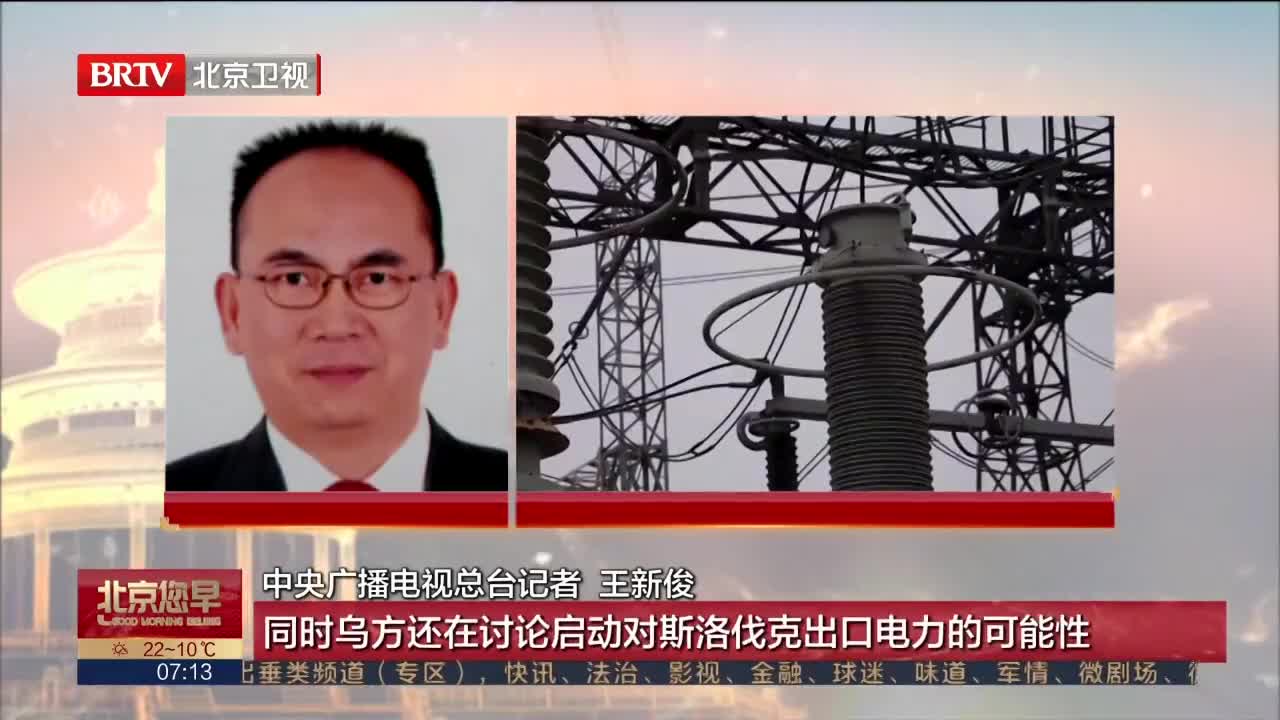 BRTV 北京卫视
中央广播电视总台记者 王新俊
北京您早
GOOD MORNING BEIJING
同时乌方还在讨论启动对斯洛伐克出口电力的可能性
22~10℃
07:13
出垂类频道（专区），快讯、法治、影视、金融、球迷、味道、军情、微剧场、